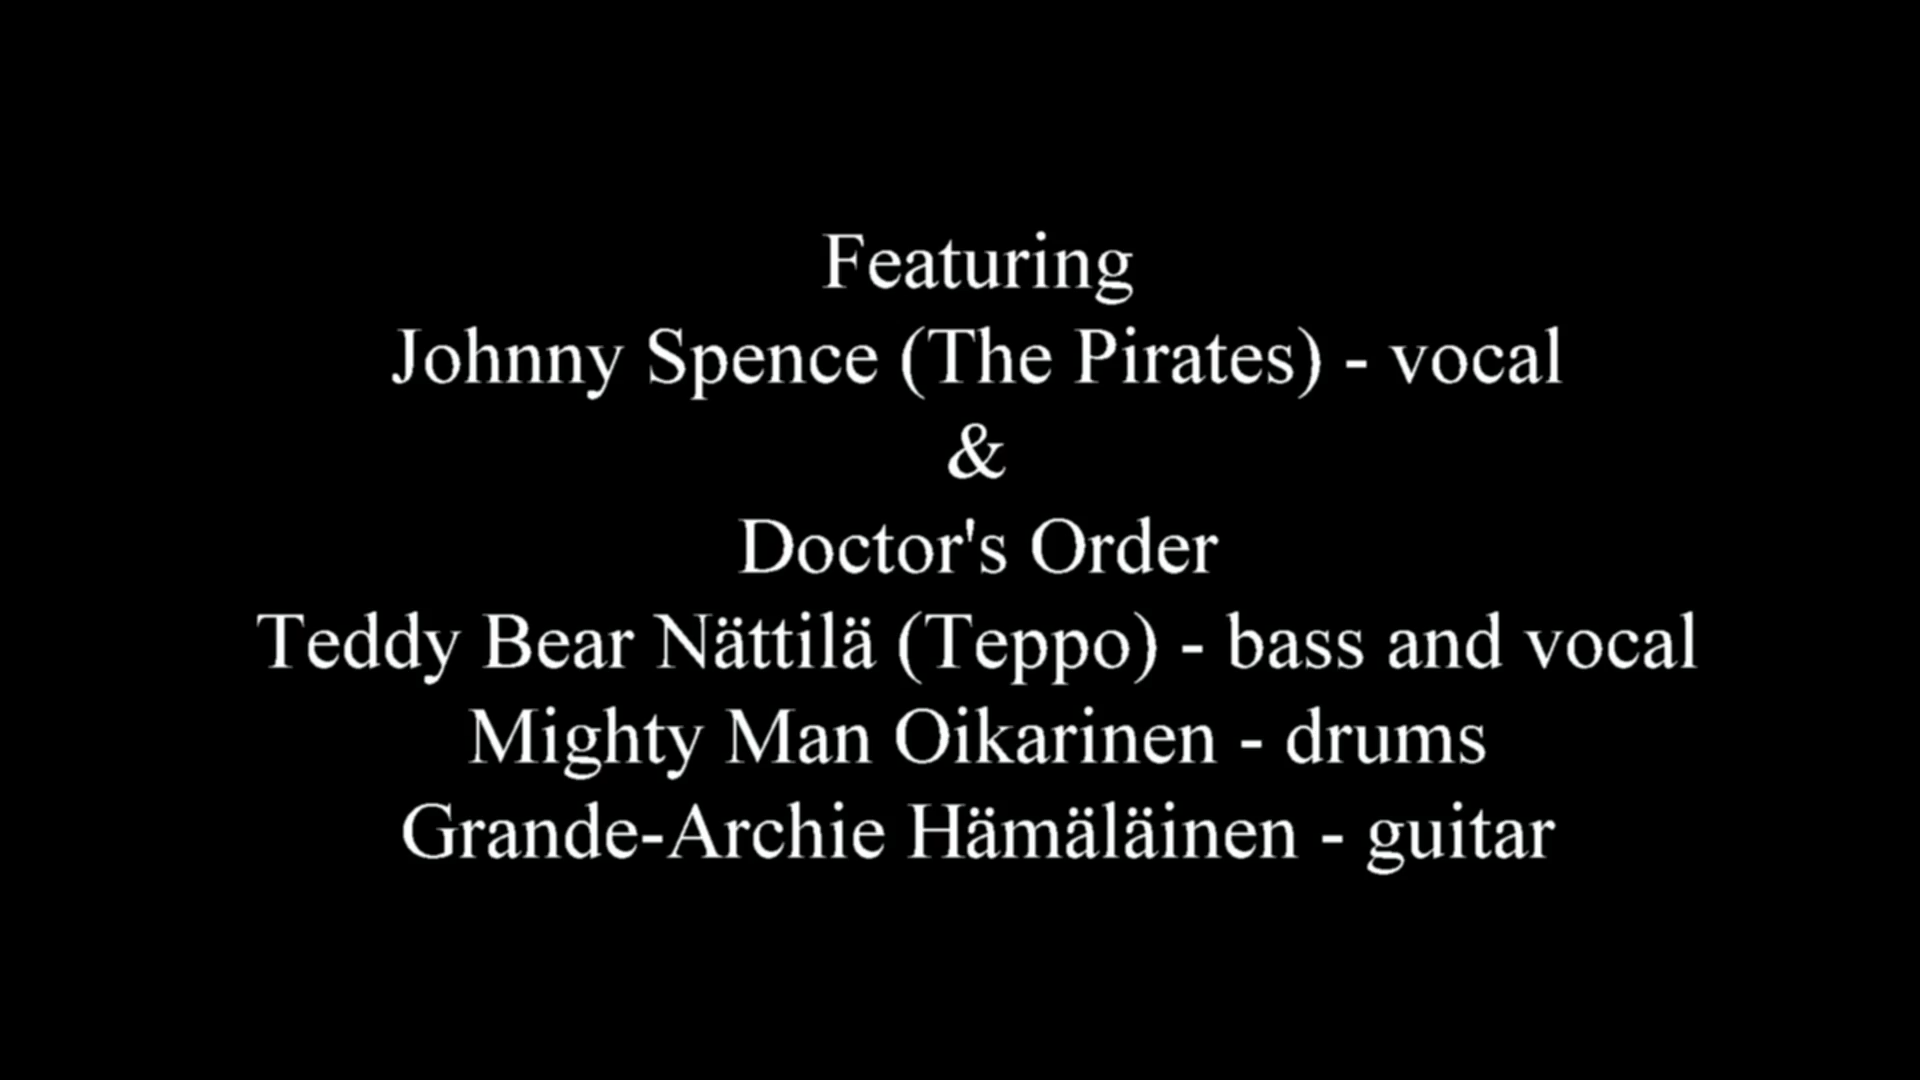 Featuring
Johnny Spence (The Pirates) - vocal
&
Doctor's Order
Teddy Bear Nättilä (Teppo) - bass and vocal
Mighty Man Oikarinen - drums
Grande-Archie Hämäläinen - guitar